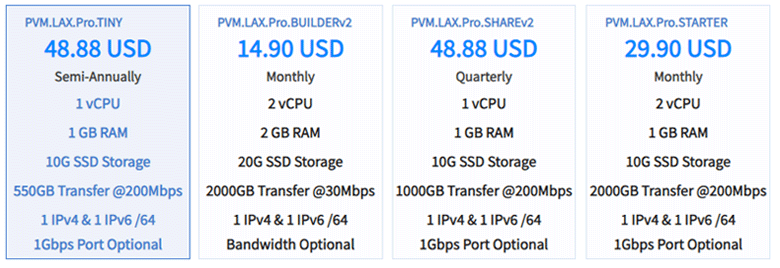 PVM.LAX.Pro.TINY
48.88 USD
Semi-Annually
1 vCPU
1 GB RAM
10G SSD Storage
550GB Transfer @200Mbps
1 IPv4 & 1 IPv6 /64
1Gbps Port Optional
PVM.LAX.Pro.BUILDERv2
14.90 USD
Monthly
2 vCPU
2 GB RAM
20G SSD Storage
2000GB Transfer @30Mbps
1 IPv4 & 1 IPv6 /64
Bandwidth Optional
PVM.LAX.Pro.SHAREv2
48.88 USD
Quarterly
1 vCPU
1 GB RAM
10G SSD Storage
1000GB Transfer @200Mbps
1 IPv4 & 1 IPv6 /64
1Gbps Port Optional
PVM.LAX.Pro.STARTER
29.90 USD
Monthly
2 vCPU
1 GB RAM
10G SSD Storage
2000GB Transfer @200Mbps
1 IPv4 & 1 IPv6 /64
1Gbps Port Optional